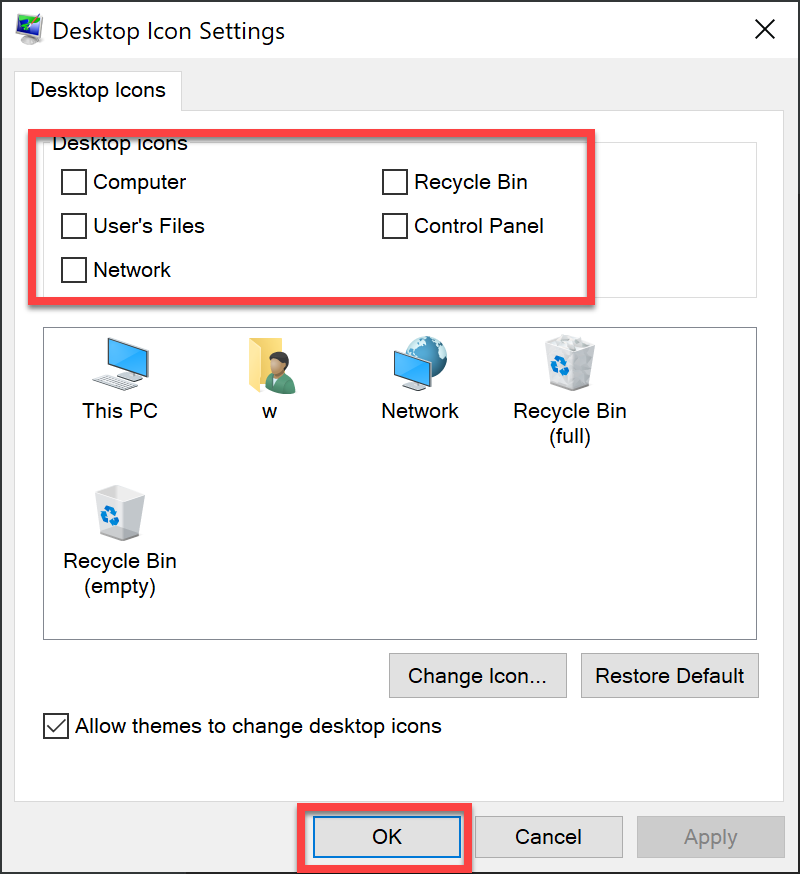 Desktop Icon Settings
Desktop Icons
Desktop Icons
Computer
Recycle Bin
User's Files
Control Panel
Network
This PC
w
Network
Recycle Bin
(full)
Recycle Bin
(empty)
Change Icon...
Restore Default
Allow themes to change desktop icons
OK
Cancel
Apply